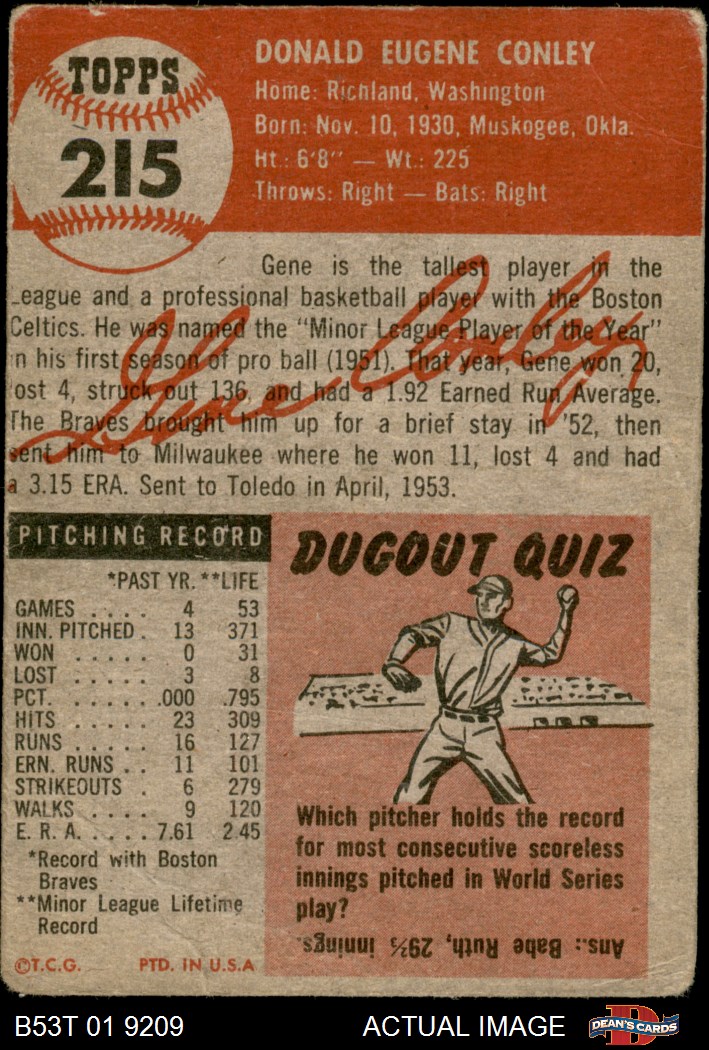 TOPPS
215
DONALD EUGENE CONLEY
Home: Richland, Washington
Born: Nov. 10, 1930, Muskogee, Okla.
Ht.: 6'8" — Wt.: 225
Throws: Right — Bats: Right
Gene is the tallest player in the
eague and a professional basketball player with the Boston
Celtics. He was named the "Minor League Player of the Year"
in his first season of pro ball (1951). That year, Gene won 20,
ost 4, struck out 136, and had a 1.92 Earned Run Average.
The Braves brought him up for a brief stay in '52, then
sent him to Milwaukee where he won 11, lost 4 and had
a 3.15 ERA. Sent to Toledo in April, 1953.
Gene Conley
PITCHING RECORD
*PAST YR. **LIFE
GAMES . . . . 4 53
INN. PITCHED . 13 371
WON . . . . . 0 31
LOST . . . . . 3 8
PCT. . . . . . .000 .795
HITS . . . . . 23 309
RUNS . . . . . 16 127
ERN. RUNS . . 11 101
STRIKEOUTS . 6 279
WALKS . . . . 9 120
E. R. A. . . . . 7.61 2.45
*Record with Boston
Braves
**Minor League Lifetime
Record
©T.C.G. PTD. IN U.S.A
DUGOUT QUIZ
Which pitcher holds the record
for most consecutive scoreless
innings pitched in World Series
play?
Ans.: Babe Ruth, 29⅔ innings.
B53T 01 9209 ACTUAL IMAGE
DEAN'S CARDS